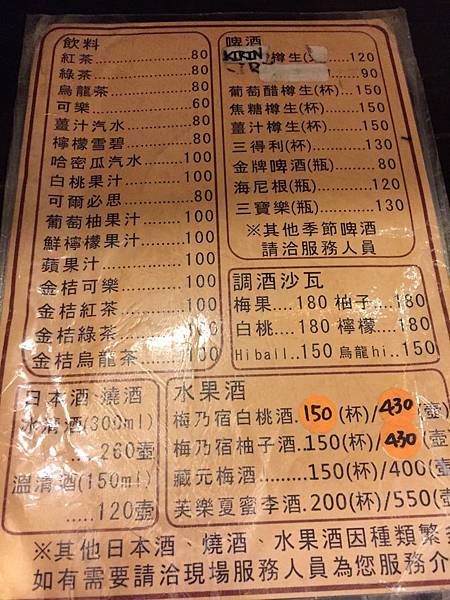 飲料
紅茶 80
綠茶 80
烏龍茶 80
可樂 60
薑汁汽水 80
檸檬雪碧 100
哈密瓜汽水 100
白桃果汁 100
可爾必思 80
葡萄柚果汁 100
鮮檸檬果汁 100
蘋果汁 100
金桔可樂 100
金桔紅茶 100
金桔綠茶 100
金桔烏龍茶 100
啤酒
KIRIN 樽生 120
90
葡萄醋樽生(杯) 150
焦糖樽生(杯) 150
薑汁樽生(杯) 150
三得利(杯) 130
金牌啤酒(瓶) 80
海尼根(瓶) 120
三寶樂(瓶) 130
※其他季節啤酒
請洽服務人員
調酒沙瓦
梅果....180 柚子...180
白桃....180 檸檬....180
Hiball..150 烏龍hi..150
日本酒、燒酒
冰清酒(300ml)
.....260壺
溫清酒(150ml)
.....120壺
水果酒
梅乃宿白桃酒.150(杯)/430(壺)
梅乃宿柚子酒.150(杯)/430(壺)
藏元梅酒.........150(杯)/400(壺
芙樂夏蜜李酒.200(杯)/550(壺
※其他日本酒、燒酒、水果酒因種類繁多
如有需要請洽現場服務人員為您服務介